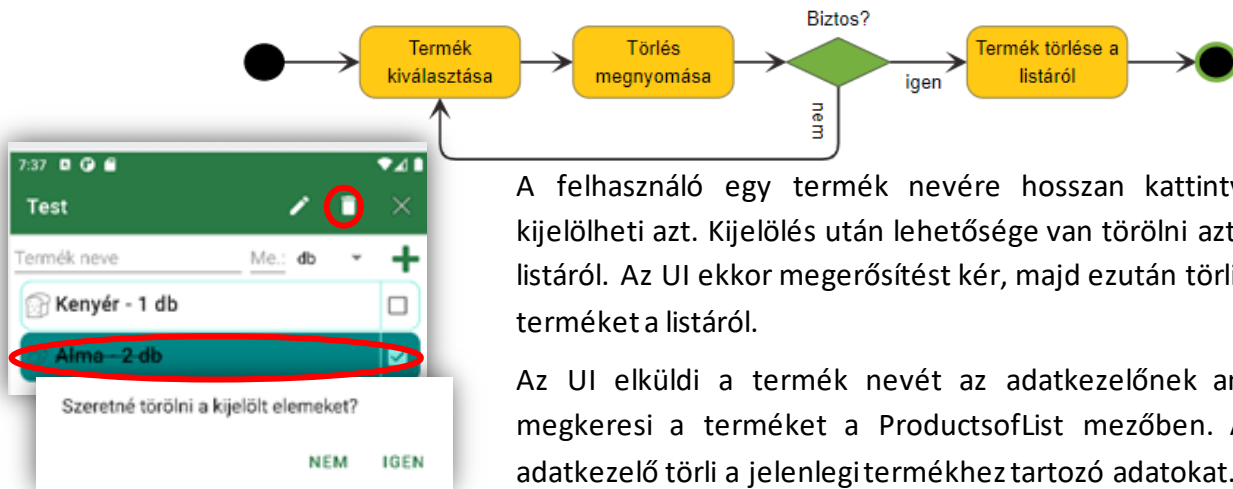 Biztos?
Termék
kiválasztása
Törlés
megnyomása
igen
Termék törlése a
listáról
nem
7:37
Test
Termék neve Me.: db
Kenyér - 1 db
Alma - 2 db
Szeretné törölni a kijelölt elemeket?
NEM IGEN
A felhasználó egy termék nevére hosszan
kijelölheti azt. Kijelölés után lehetősége van törölni azt
listáról. Az UI ekkor megerősítést kér, majd ezután
terméket a listáról.
Az UI elküldi a termék nevét az adatkezelőnek
megkeresi a terméket a ProductsofList mezőben.
adatkezelő törli a jelenlegi termékhez tartozó adatokat.